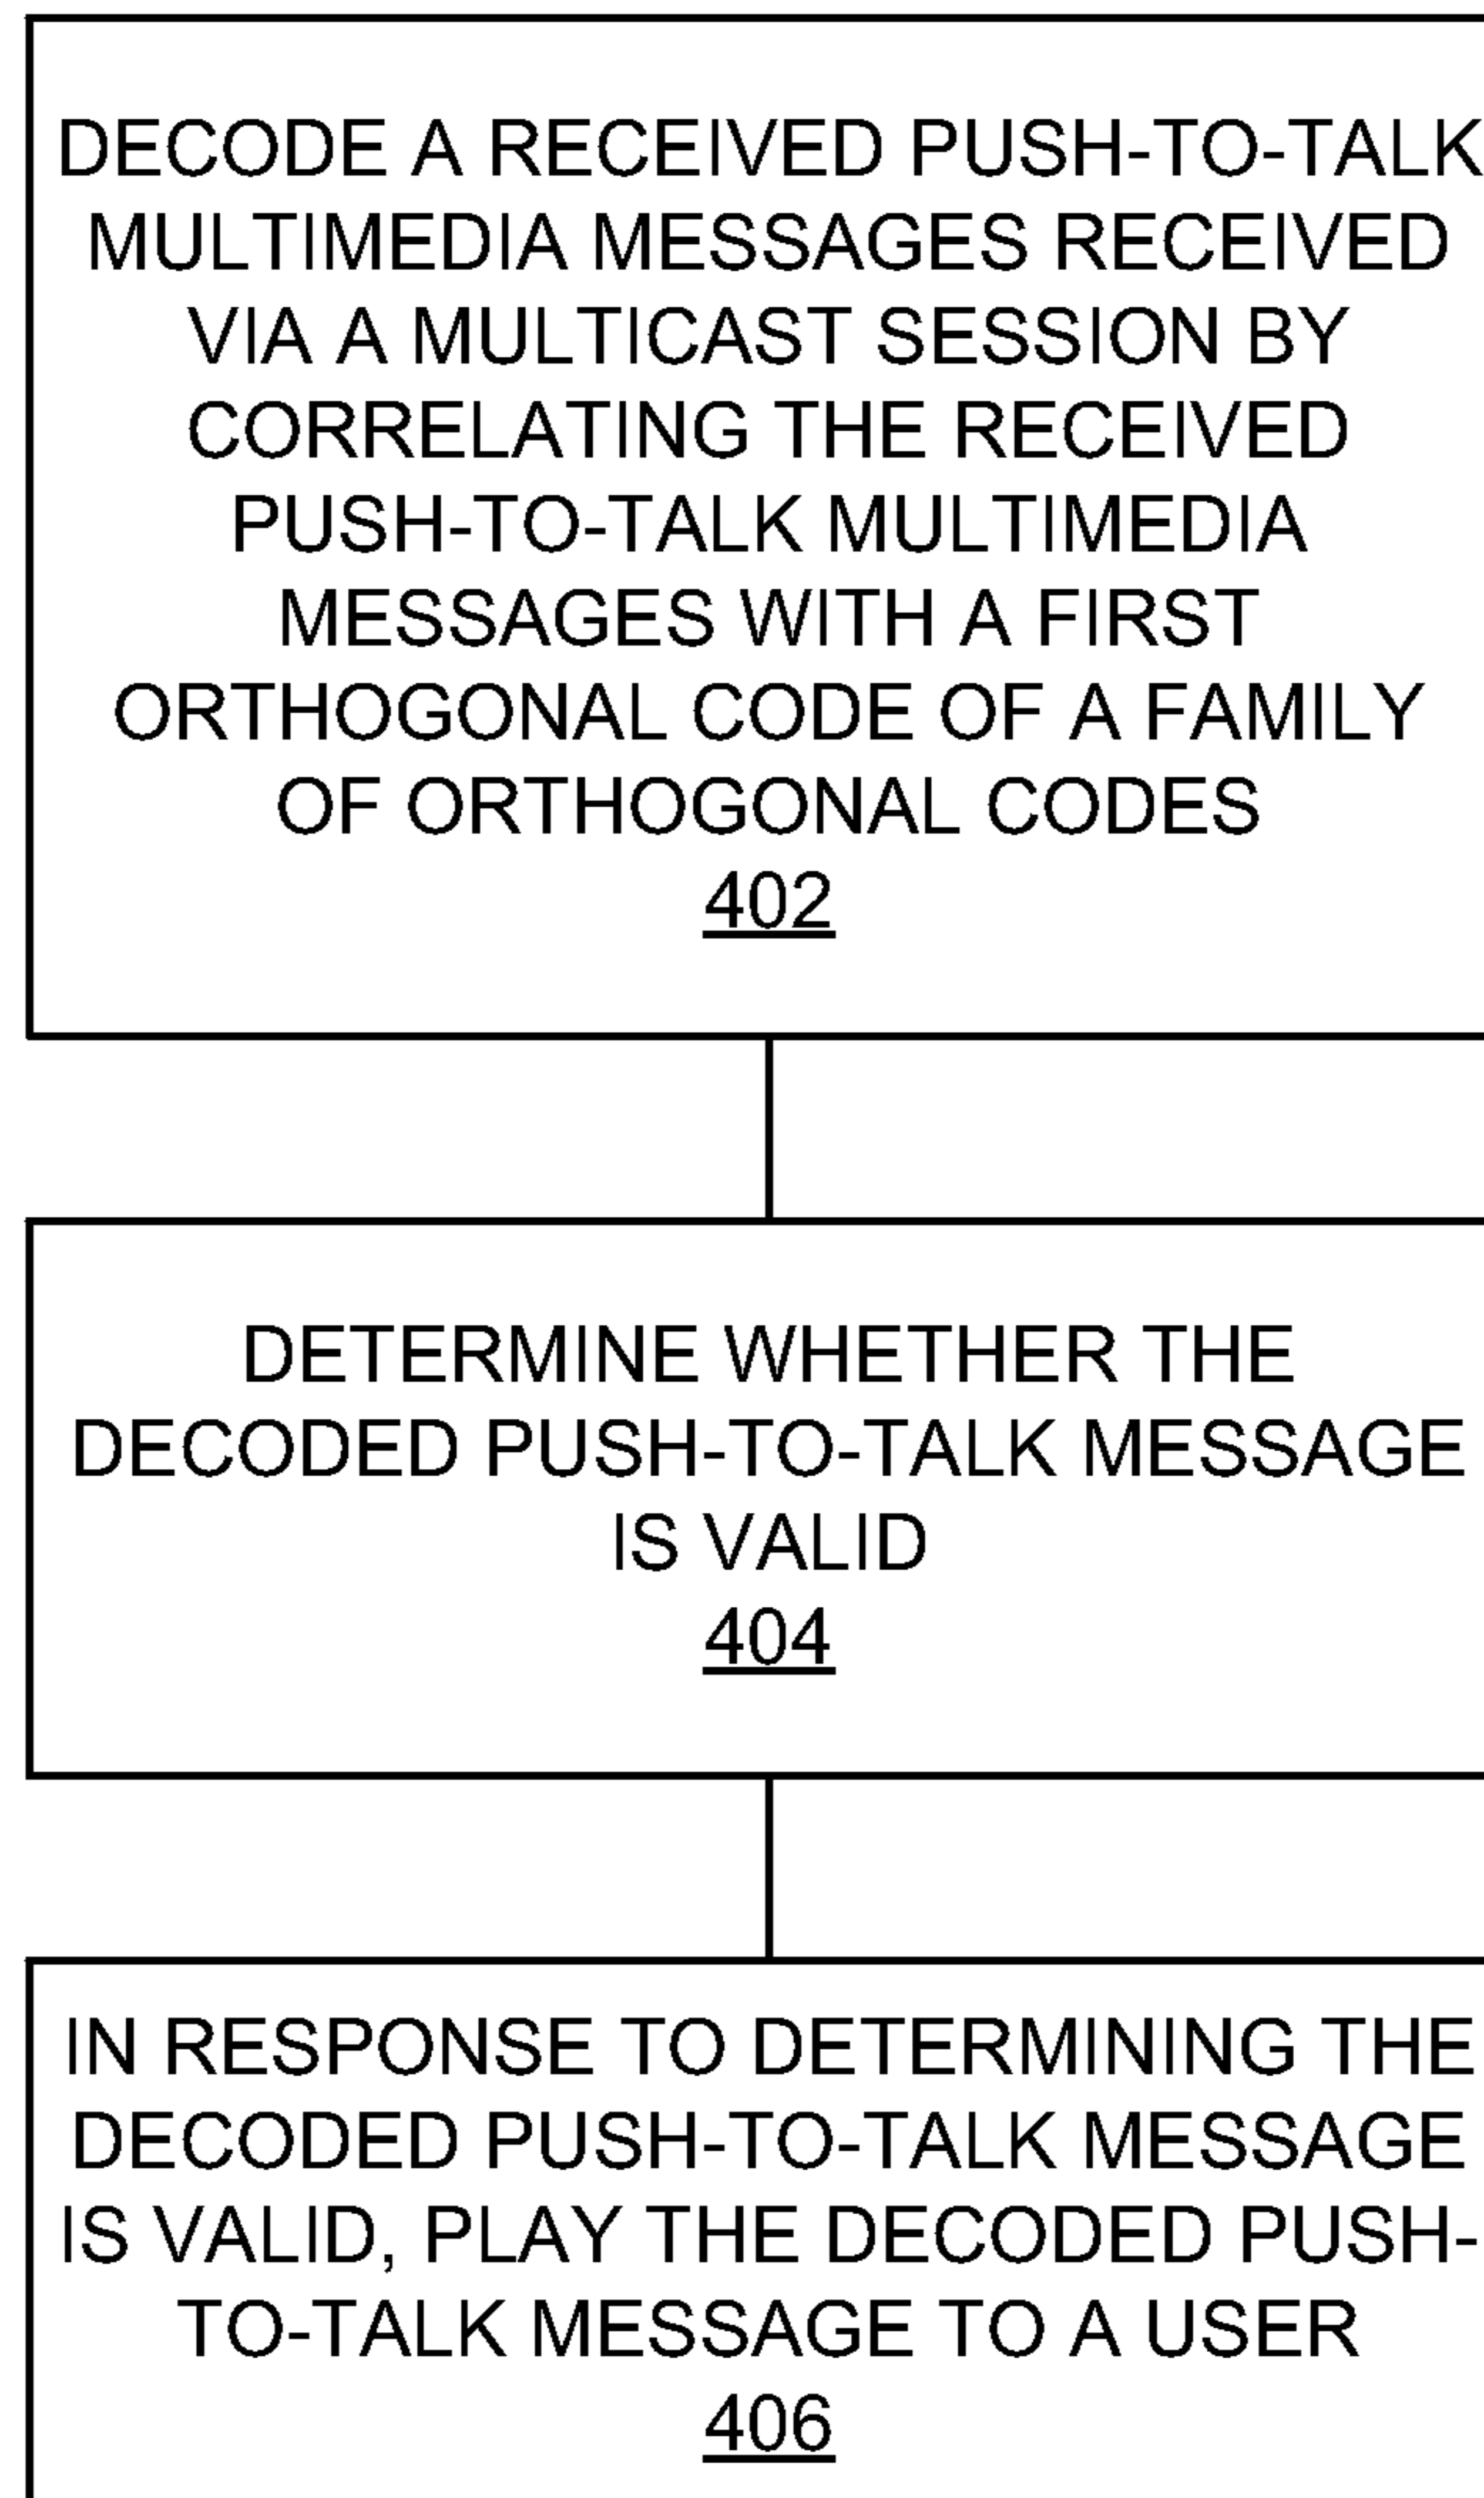 DECODE A RECEIVED PUSH-TO-TALK
MULTIMEDIA MESSAGES RECEIVED
VIA A MULTICAST SESSION BY
CORRELATING THE RECEIVED
PUSH-TO-TALK MULTIMEDIA
MESSAGES WITH A FIRST
ORTHOGONAL CODE OF A FAMILY
OF ORTHOGONAL CODES
402
DETERMINE WHETHER THE
DECODED PUSH-TO-TALK MESSAGE
IS VALID
404
IN RESPONSE TO DETERMINING THE
DECODED PUSH-TO-TALK MESSAGE
IS VALID, PLAY THE DECODED PUSH-
TO-TALK MESSAGE TO A USER
406